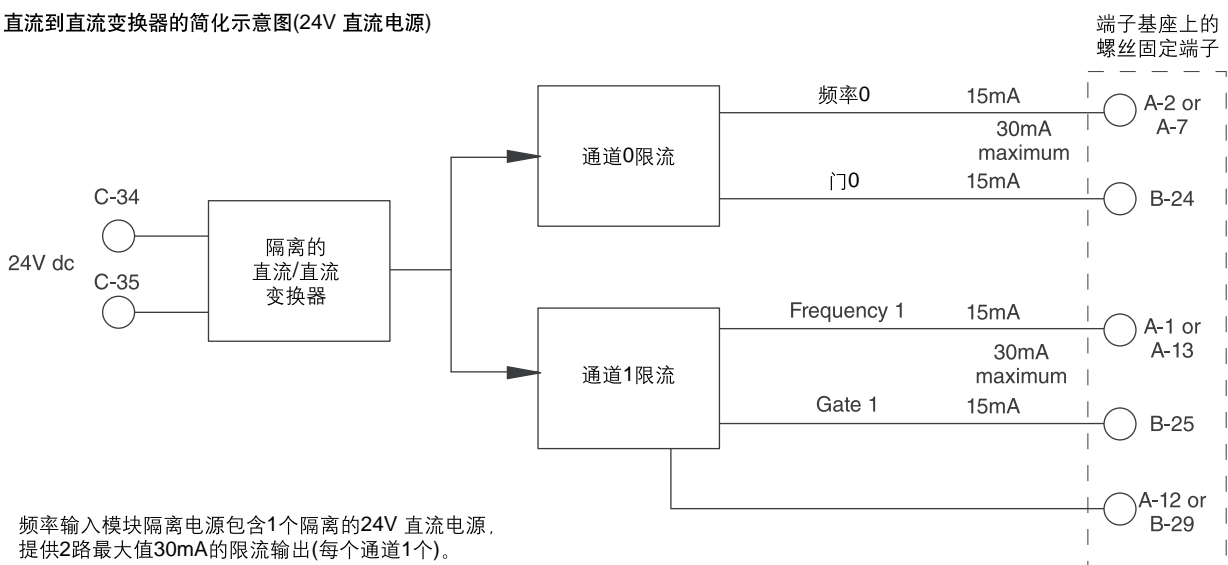 直流到直流变换器的简化示意图(24V 直流电源)
端子基座上的
螺丝固定端子
频率0
15mA
A-2 or
A-7
30mA
maximum
通道0限流
门0
15mA
B-24
C-34
24V dc
C-35
隔离的
直流/直流
变换器
Frequency 1
15mA
A-1 or
A-13
30mA
maximum
通道1限流
Gate 1
15mA
B-25
A-12 or
B-29
频率输入模块隔离电源包含1个隔离的24V 直流电源,
提供2路最大值30mA的限流输出(每个通道1个)。